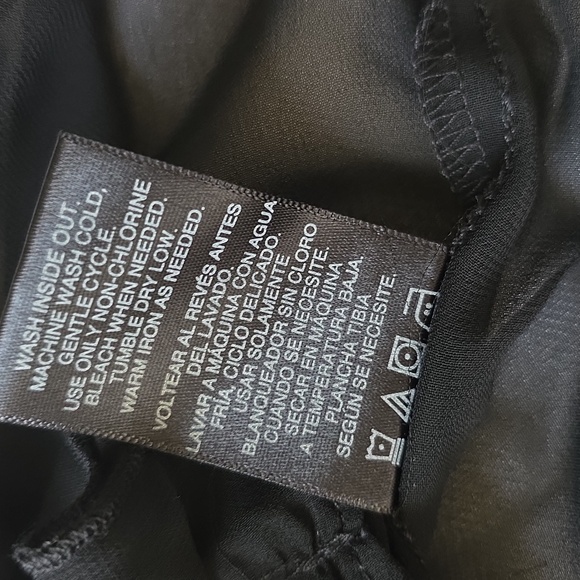 WASH INSIDE OUT.
MACHINE WASH COLD,
GENTLE CYCLE.
USE ONLY NON-CHLORINE
BLEACH WHEN NEEDED.
TUMBLE DRY LOW.
WARM IRON AS NEEDED.
VOLTEAR AL REVÉS ANTES
DEL LAVADO.
LAVAR A MÁQUINA CON AGUA
FRÍA, CICLO DELICADO.
USAR SOLAMENTE
BLANQUEADOR SIN CLORO
CUANDO SE NECESITE.
SECAR EN MÁQUINA
A TEMPERATURA BAJA.
PLANCHA TIBIA
SEGÚN SE NECESITE.